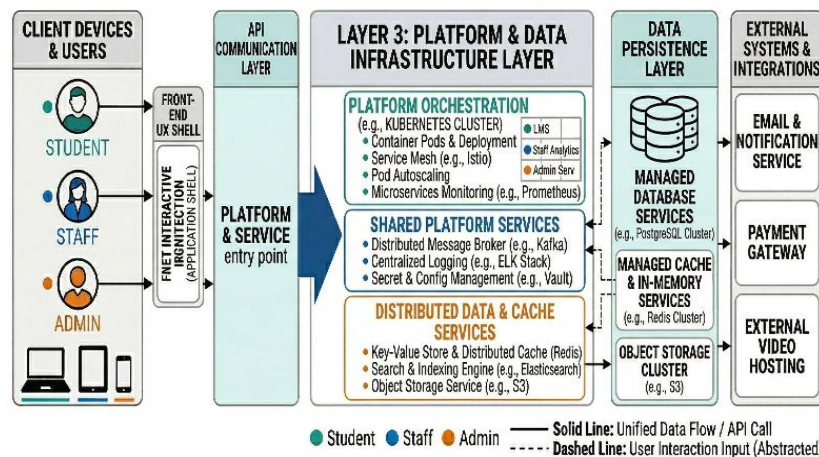 CLIENT DEVICES
& USERS
STUDENT
STAFF
ADMIN
FRONT-
END
UX SHELL
FNET INTERACTIVE
IRONITECTION
(APPLICATION SHELL)
API
COMMUNICATION
LAYER
PLATFORM
& SERVICE
entry point
LAYER 3: PLATFORM & DATA
INFRASTRUCTURE LAYER
PLATFORM ORCHESTRATION
(e.g., KUBERNETES CLUSTER)
• Container Pods & Deployment
• Service Mesh (e.g., Istio)
• Pod Autoscaling
• Microservices Monitoring (e.g., Prometheus)
LMS
Staff Analytics
Admin Serv
SHARED PLATFORM SERVICES
• Distributed Message Broker (e.g., Kafka)
• Centralized Logging (e.g., ELK Stack)
• Secret & Config Management (e.g., Vault)
DISTRIBUTED DATA & CACHE
SERVICES
• Key-Value Store & Distributed Cache (Redis)
• Search & Indexing Engine (e.g., Elasticsearch)
• Object Storage Service (e.g., S3)
DATA
PERSISTENCE
LAYER
MANAGED
DATABASE
SERVICES
(e.g., PostgreSQL Cluster)
MANAGED CACHE
& IN-MEMORY
SERVICES
(e.g., Redis Cluster)
OBJECT STORAGE
CLUSTER
(e.g., S3)
EXTERNAL
SYSTEMS &
INTEGRATIONS
EMAIL &
NOTIFICATION
SERVICE
PAYMENT
GATEWAY
EXTERNAL
VIDEO
HOSTING
Student Staff Admin
Solid Line: Unified Data Flow / API Call
Dashed Line: User Interaction Input (Abstracted)